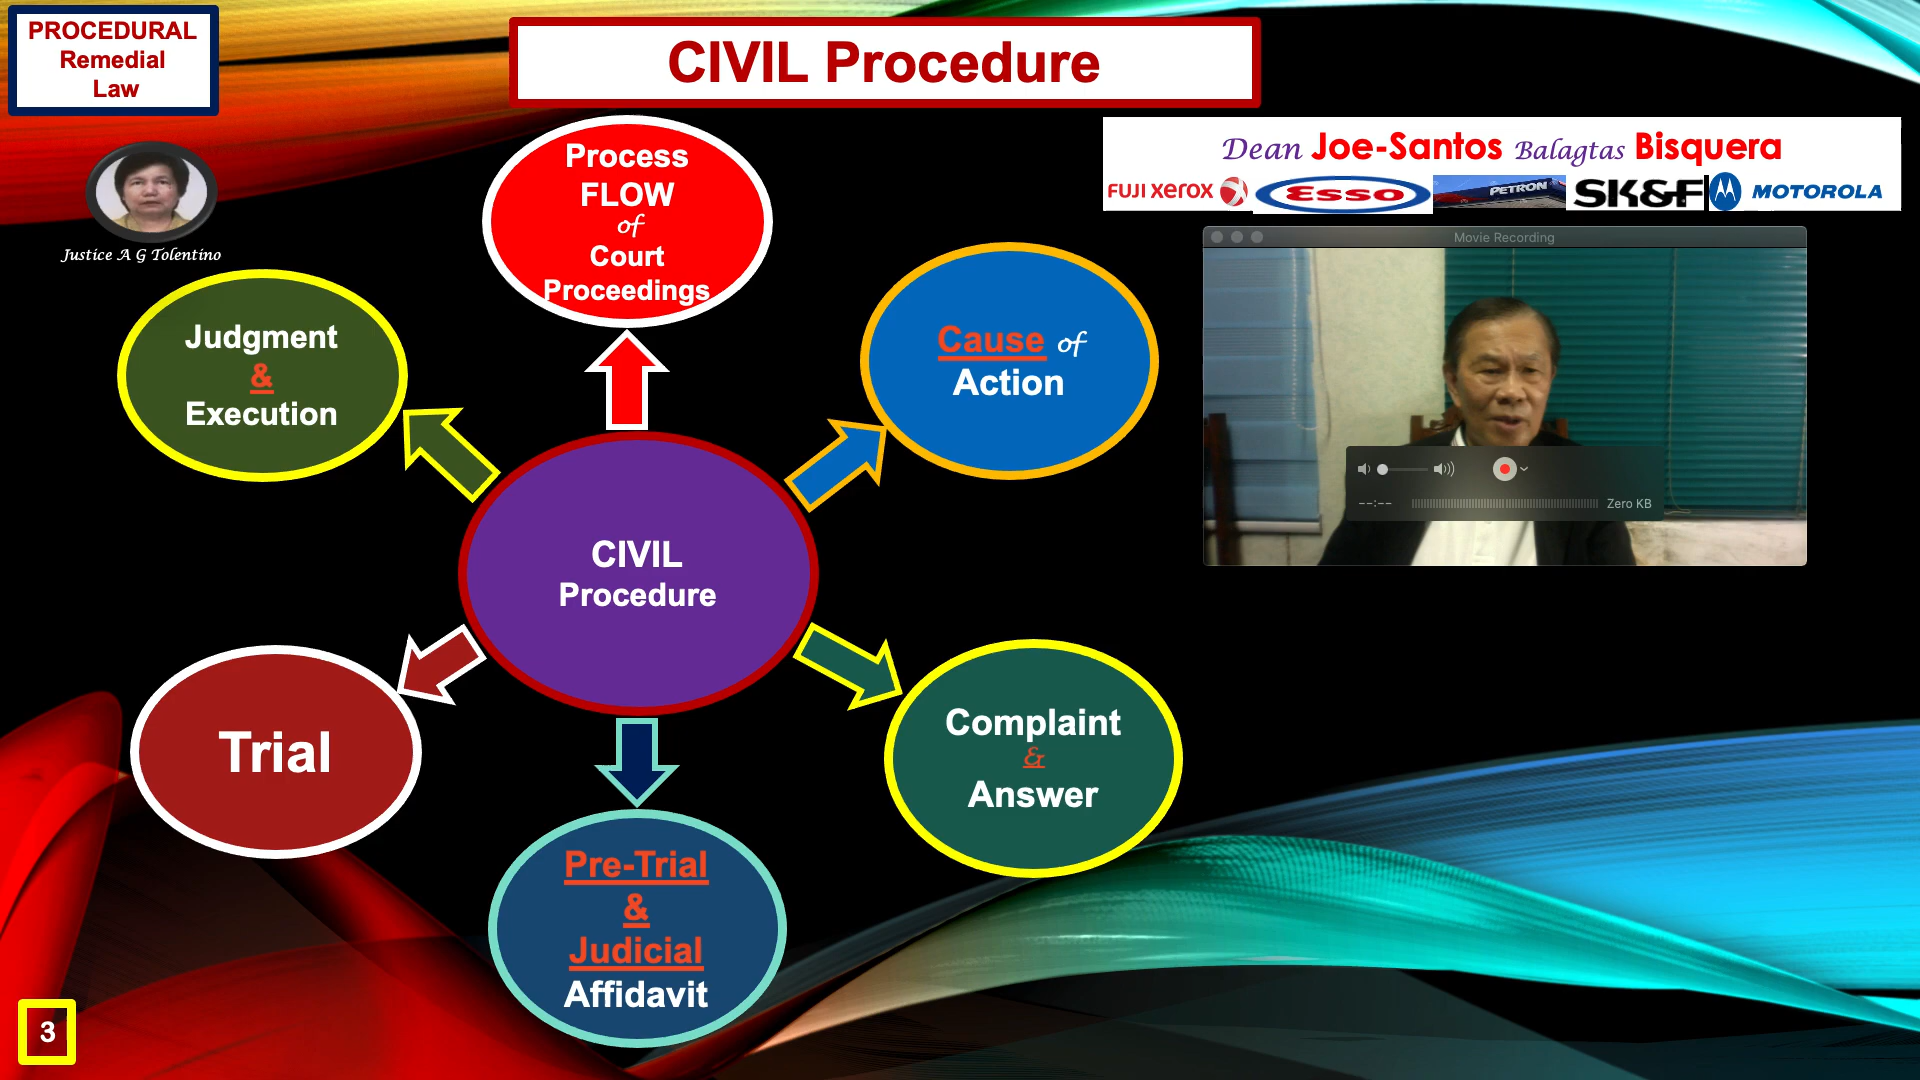 PROCEDURAL
Remedial
Law
CIVIL Procedure
Dean Joe-Santos Balagtas Bisquera
FUJI XEROX
ESSO
PETRON
SK&F
MOTOROLA
Justice A G Tolentino
Movie Recording
--:--
Zero KB
Process
FLOW
of
Court
Proceedings
Cause of
Action
Complaint
&
Answer
Pre-Trial
&
Judicial
Affidavit
Trial
Judgment
&
Execution
CIVIL
Procedure
3